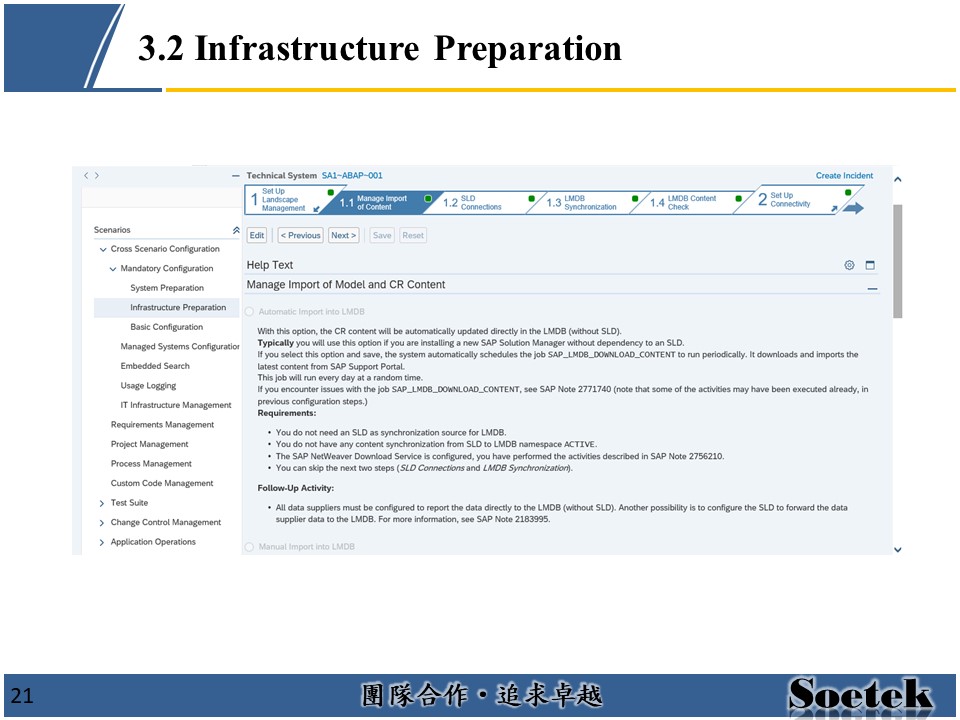 3.2 Infrastructure Preparation
Technical System SA1~ABAP~001
Create Incident
1 Set Up Landscape Management
1.1 Manage Import of Content
1.2 SLD Connections
1.3 LMDB Synchronization
1.4 LMDB Content Check
2 Set Up Connectivity
Edit
< Previous
Next >
Save
Reset
Scenarios
Cross Scenario Configuration
Mandatory Configuration
System Preparation
Infrastructure Preparation
Basic Configuration
Managed Systems Configuration
Embedded Search
Usage Logging
IT Infrastructure Management
Requirements Management
Project Management
Process Management
Custom Code Management
Test Suite
Change Control Management
Application Operations
Help Text
Manage Import of Model and CR Content
Automatic Import into LMDB
With this option, the CR content will be automatically updated directly in the LMDB (without SLD).
Typically you will use this option if you are installing a new SAP Solution Manager without dependency to an SLD.
If you select this option and save, the system automatically schedules the job SAP_LMDB_DOWNLOAD_CONTENT to run periodically. It downloads and imports the
latest content from SAP Support Portal.
This job will run every day at a random time.
If you encounter issues with the job SAP_LMDB_DOWNLOAD_CONTENT, see SAP Note 2771740 (note that some of the activities may have been executed already, in
previous configuration steps.)
Requirements:
• You do not need an SLD as synchronization source for LMDB.
• You do not have any content synchronization from SLD to LMDB namespace ACTIVE.
• The SAP NetWeaver Download Service is configured, you have performed the activities described in SAP Note 2756210.
• You can skip the next two steps (SLD Connections and LMDB Synchronization).
Follow-Up Activity:
• All data suppliers must be configured to report the data directly to the LMDB (without SLD). Another possibility is to configure the SLD to forward the data
supplier data to the LMDB. For more information, see SAP Note 2183995.
Manual Import into LMDB
21
團隊合作・追求卓越
Soetek